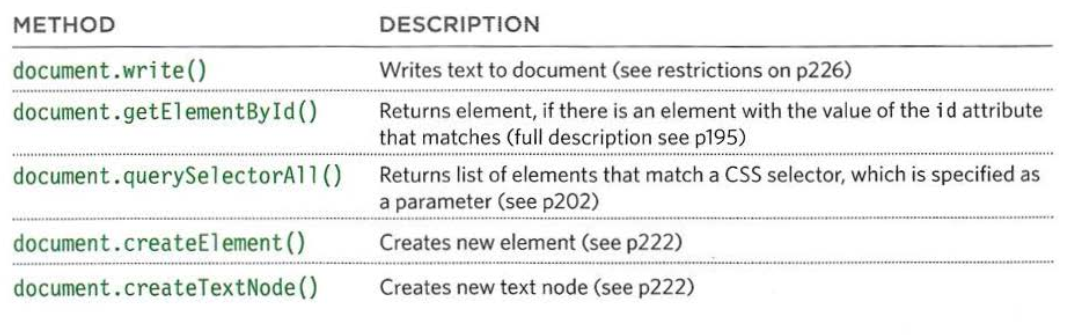 METHOD DESCRIPTION
document.write() Writes text to document (see restrictions on p226)
document.getElementById() Returns element, if there is an element with the value of the id attribute
that matches (full description see p195)
document.querySelectorAll() Returns list of elements that match a CSS selector, which is specified as
a parameter (see p202)
document.createElement() Creates new element (see p222)
document.createTextNode() Creates new text node (see p222)